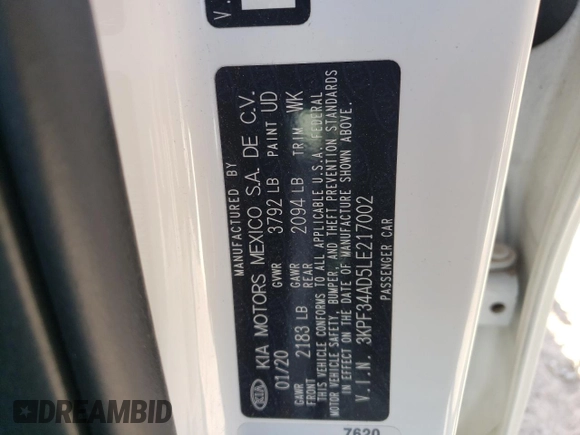 V.
MANUFACTURED BY
KIA KIA MOTORS MEXICO S.A. DE C.V.
01/20 GVWR 3792 LB PAINT UD
GAWR FRONT 2183 LB GAWR REAR 2094 LB TRIM WK
THIS VEHICLE CONFORMS TO ALL APPLICABLE U.S.A. FEDERAL
MOTOR VEHICLE SAFETY, BUMPER, AND THEFT PREVENTION STANDARDS
IN EFFECT ON THE DATE OF MANUFACTURE SHOWN ABOVE.
V.I.N. 3KPF34AD5LE217002
PASSENGER CAR
7620
DREAMBID